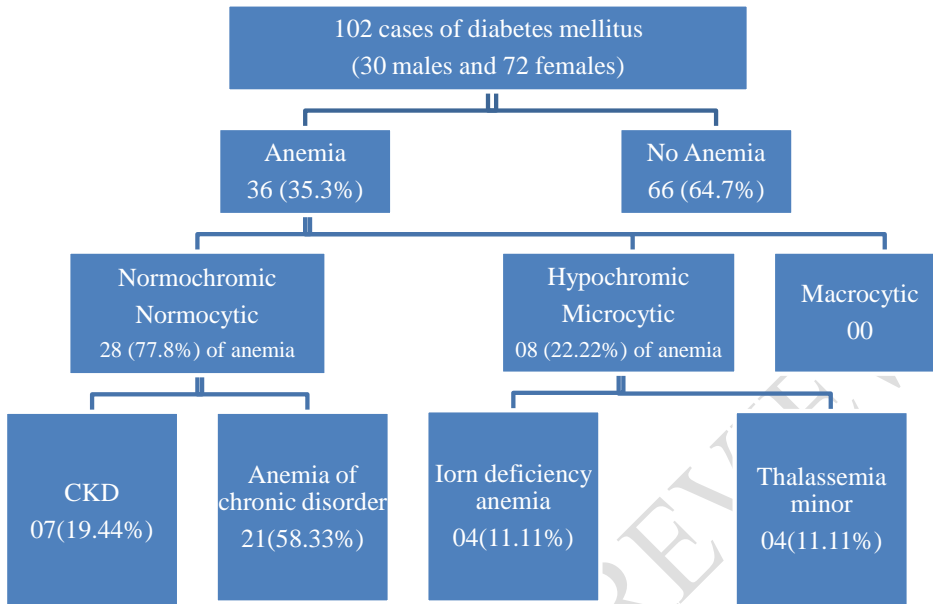 102 cases of diabetes mellitus
(30 males and 72 females)
Anemia
36 (35.3%)
No Anemia
66 (64.7%)
Normochromic
Normocytic
28 (77.8%) of anemia
Hypochromic
Microcytic
08 (22.22%) of anemia
Macrocytic
00
CKD
07(19.44%)
Anemia of
chronic disorder
21(58.33%)
Iorn deficiency
anemia
04(11.11%)
Thalassemia
minor
04(11.11%)